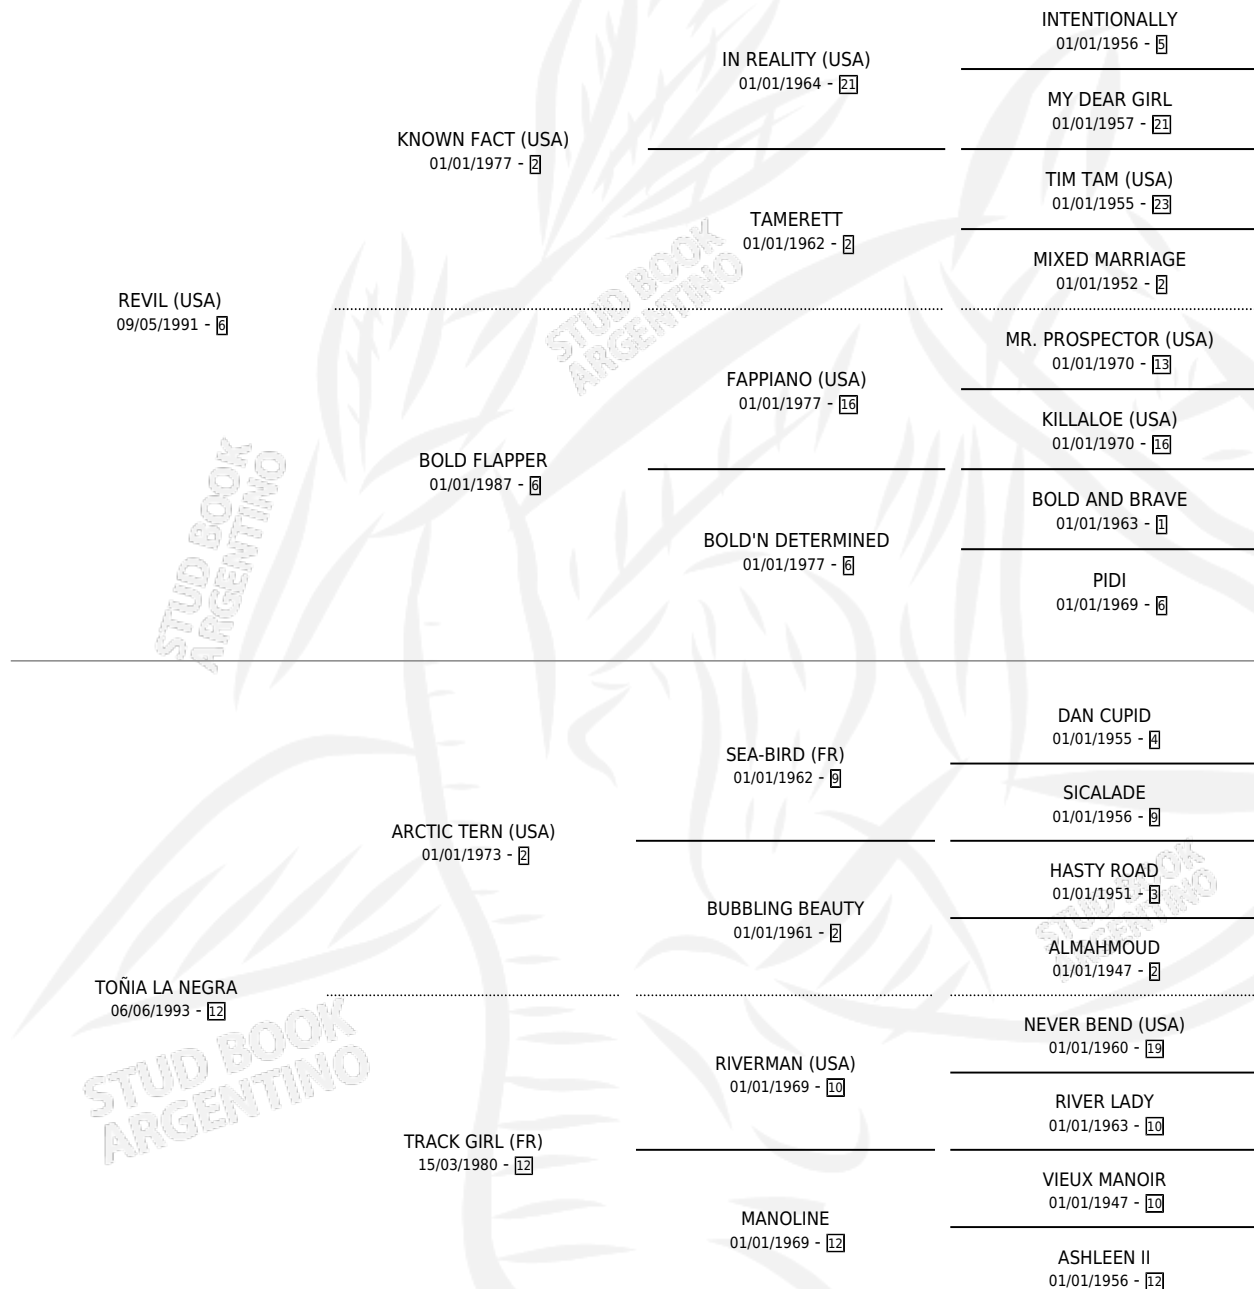 INTENTIONALLY
01/01/1956 - 5
IN REALITY (USA)
01/01/1964 - 21
MY DEAR GIRL
01/01/1957 - 21
KNOWN FACT (USA)
01/01/1977 - 2
TIM TAM (USA)
01/01/1955 - 23
TAMERETT
01/01/1962 - 2
MIXED MARRIAGE
01/01/1952 - 2
REVIL (USA)
09/05/1991 - 6
STUD BOOK
ARGENTINO
MR. PROSPECTOR (USA)
01/01/1970 - 13
FAPPIANO (USA)
01/01/1977 - 16
KILLALOE (USA)
01/01/1970 - 16
BOLD FLAPPER
01/01/1987 - 6
BOLD AND BRAVE
01/01/1963 - 1
BOLD'N DETERMINED
01/01/1977 - 6
PIDI
01/01/1969 - 6
STUD BOOK
ARGENTINO
DAN CUPID
01/01/1955 - 4
SEA-BIRD (FR)
01/01/1962 - 9
SICALADE
01/01/1956 - 9
ARCTIC TERN (USA)
01/01/1973 - 2
HASTY ROAD
01/01/1951 - 3
BUBBLING BEAUTY
01/01/1961 - 2
STUD BOOK
ARGENTINO
ALMAHMOUD
01/01/1947 - 2
TOÑIA LA NEGRA
06/06/1993 - 12
NEVER BEND (USA)
01/01/1960 - 19
RIVERMAN (USA)
01/01/1969 - 10
RIVER LADY
01/01/1963 - 10
STUD BOOK
ARGENTINO
TRACK GIRL (FR)
15/03/1980 - 12
VIEUX MANOIR
01/01/1947 - 10
MANOLINE
01/01/1969 - 12
ASHLEEN II
01/01/1956 - 12